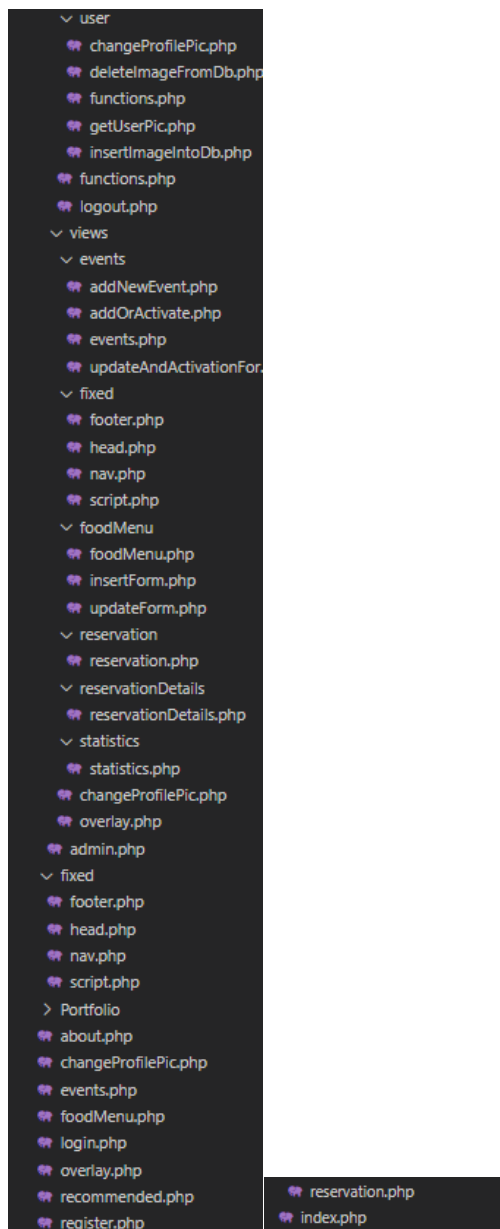 user
changeProfilePic.php
deleteImageFromDb.php
functions.php
getUserPic.php
insertImageIntoDb.php
functions.php
logout.php
views
events
addNewEvent.php
addOrActivate.php
events.php
updateAndActivationFor.
fixed
footer.php
head.php
nav.php
script.php
foodMenu
foodMenu.php
insertForm.php
updateForm.php
reservation
reservation.php
reservationDetails
reservationDetails.php
statistics
statistics.php
changeProfilePic.php
overlay.php
admin.php
fixed
footer.php
head.php
nav.php
script.php
Portfolio
about.php
changeProfilePic.php
events.php
foodMenu.php
login.php
overlay.php
recommended.php
register.php
reservation.php
index.php